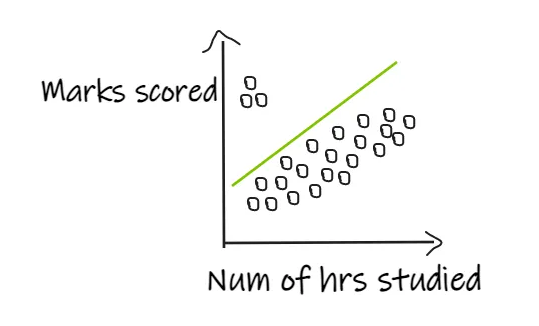 Marks scored
Num of hrs studied